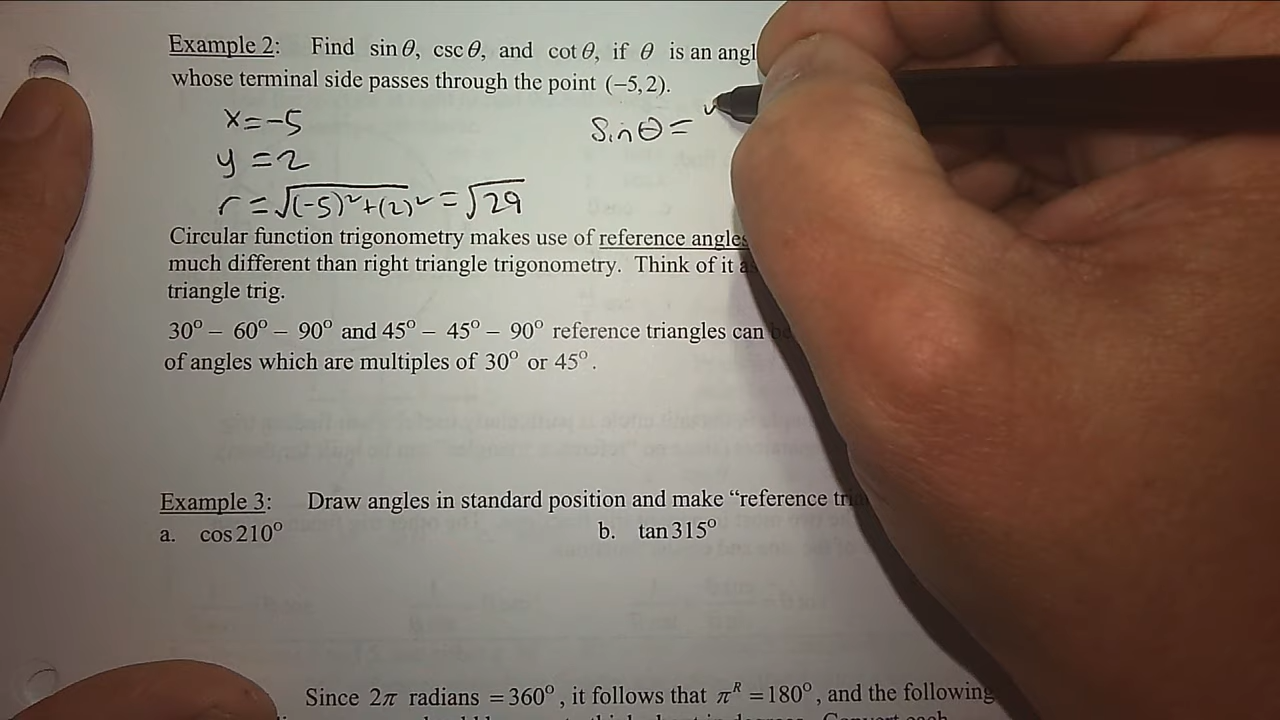 Example 2: Find sin θ, csc θ, and cot θ, if θ is an angl
whose terminal side passes through the point (−5, 2).
x = -5
sin θ =
y = 2
r = √(-5)² + (2)² = √29
Circular function trigonometry makes use of reference angles
much different than right triangle trigonometry. Think of it a
triangle trig.
30° − 60° − 90° and 45° − 45° − 90° reference triangles can be
of angles which are multiples of 30° or 45°.
Example 3: Draw angles in standard position and make “reference tria
a. cos 210°
b. tan 315°
Since 2π radians = 360°, it follows that π^R = 180°, and the following